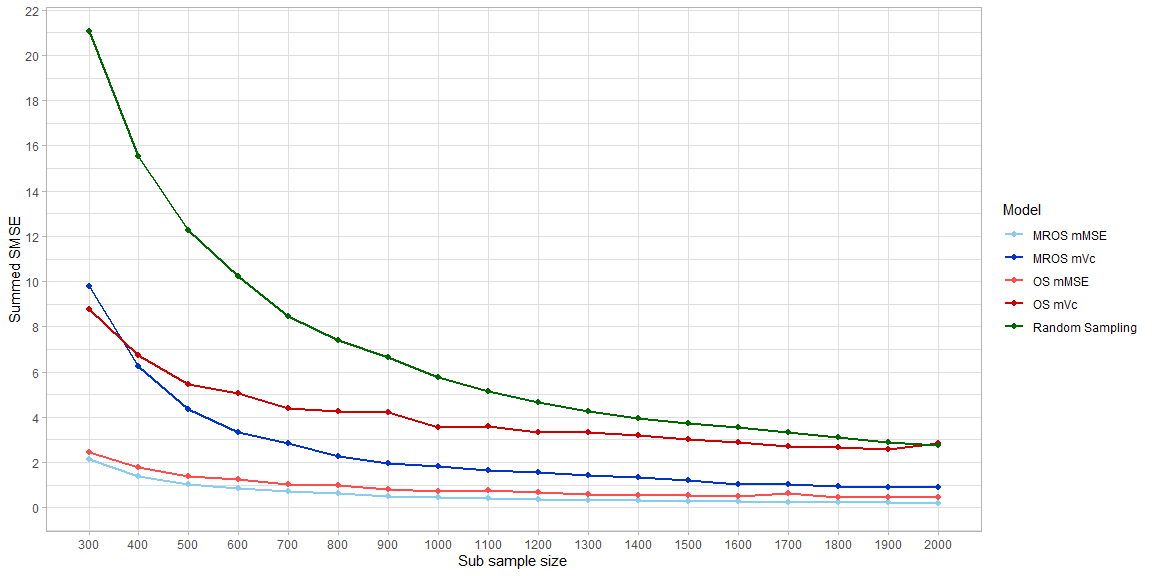 Summed SMSE
22
20
18
16
14
12
10
8
6
4
2
0
300 400 500 600 700 800 900 1000 1100 1200 1300 1400 1500 1600 1700 1800 1900 2000
Sub sample size
Model
MROS mMSE
MROS mVc
OS mMSE
OS mVc
Random Sampling